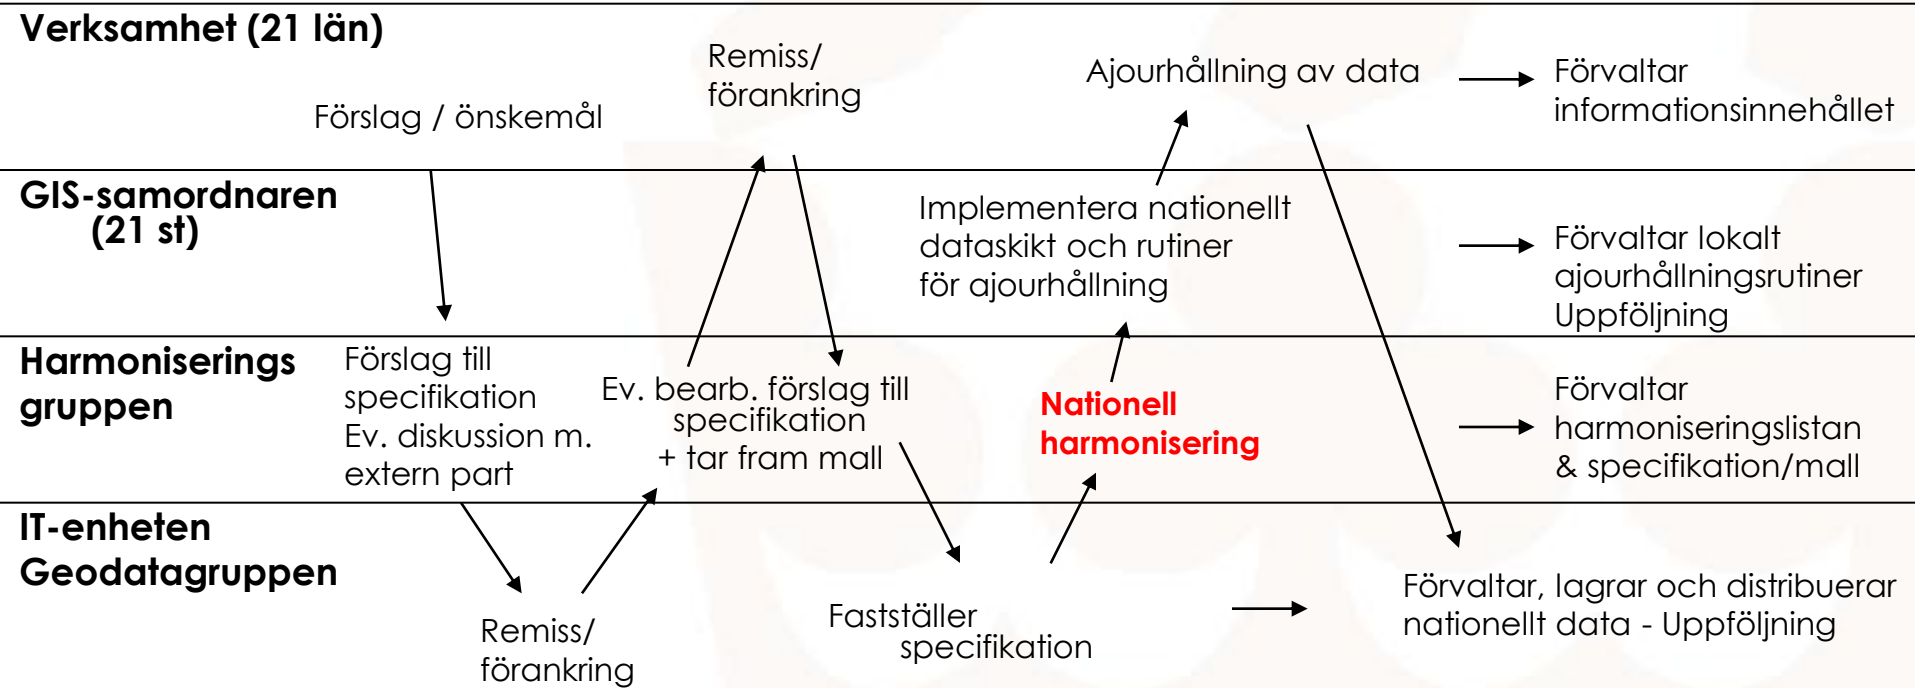 Verksamhet (21 län)
Förslag / önskemål
Remiss/
förankring
Ajourhållning av data
Förvaltar
informationsinnehållet
GIS-samordnaren
(21 st)
Implementera nationellt
dataskikt och rutiner
för ajourhållning
Förvaltar lokalt
ajourhållningsrutiner
Uppföljning
Harmoniserings
gruppen
Förslag till
specifikation
Ev. diskussion m.
extern part
Ev. bearb. förslag till
specifikation
+ tar fram mall
Nationell
harmonisering
Förvaltar
harmoniseringslistan
& specifikation/mall
IT-enheten
Geodatagruppen
Remiss/
förankring
Fastställer
specifikation
Förvaltar, lagrar och distribuerar
nationellt data - Uppföljning